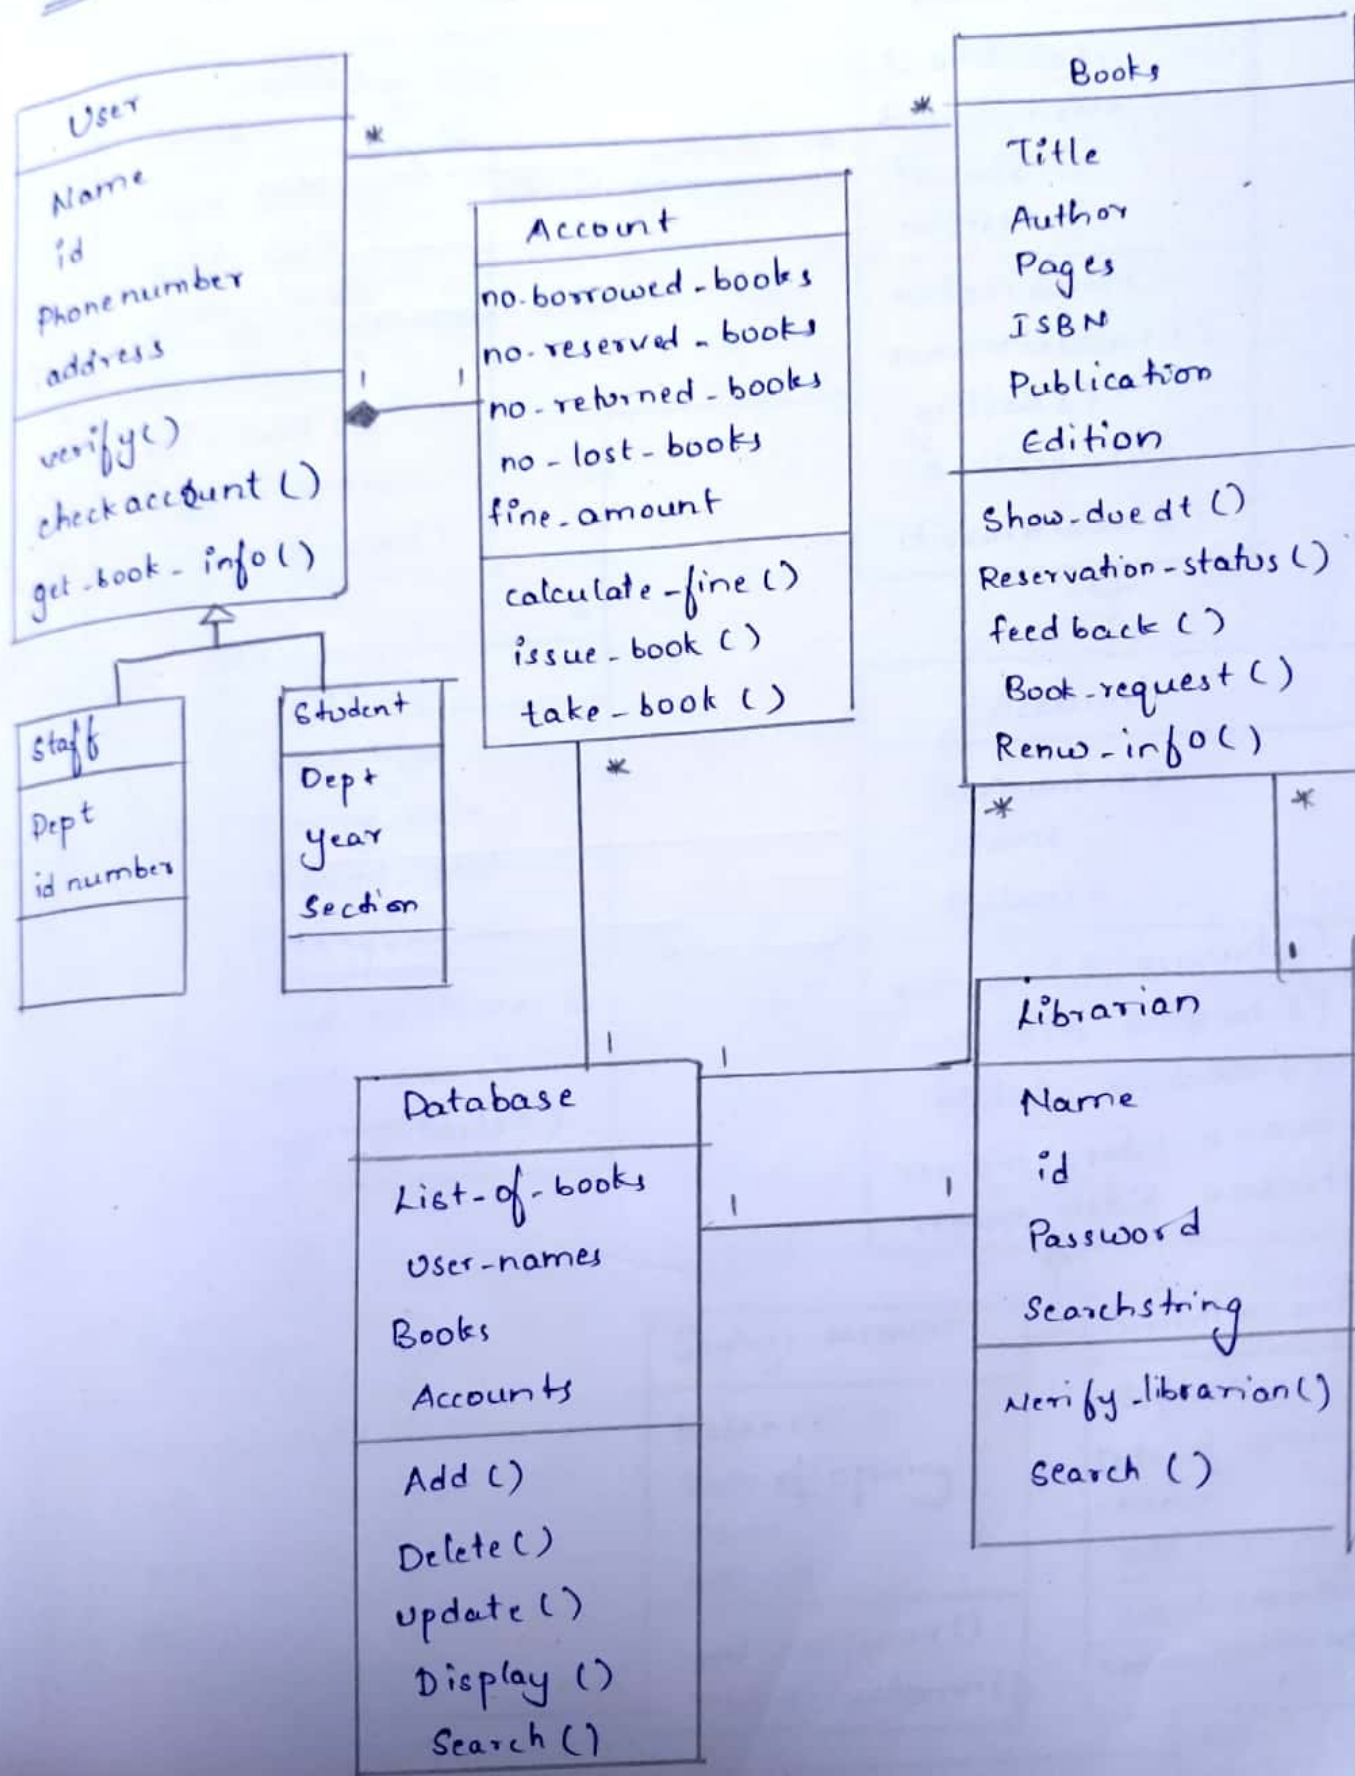 User
Name
id
Phonenumber
address
verify()
checkaccount()
get-book-info()
*
*
1
1
Account
no.borrowed-books
no-reserved-books
no-returned-books
no-lost-books
fine-amount
calculate-fine()
issue-book()
take-book()
Books
Title
Author
Pages
ISBN
Publication
Edition
Show-duedt()
Reservation-status()
feedback()
Book-request()
Renw-info()
Staff
Dept
id number
Student
Dept
Year
Section
*
1
*
1
*
1
1
1
Database
List-of-books
User-names
Books
Accounts
Add()
Delete()
Update()
Display()
Search()
Librarian
Name
id
Password
Searchstring
Verify-librarian()
Search()